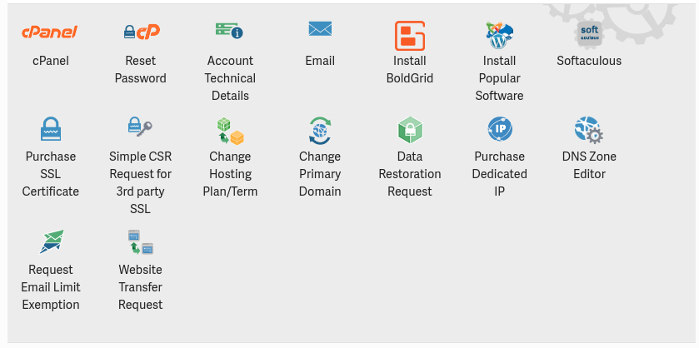 cPanel
cP
soft
cPanel
Reset
Password
Account
Technical
Details
Email
Install
BoldGrid
Install
Popular
Software
Softaculous
IP
Purchase
SSL
Certificate
Simple CSR
Request for
3rd party
SSL
Change
Hosting
Plan/Term
Change
Primary
Domain
Data
Restoration
Request
Purchase
Dedicated
IP
DNS Zone
Editor
Request
Email Limit
Exemption
Website
Transfer
Request